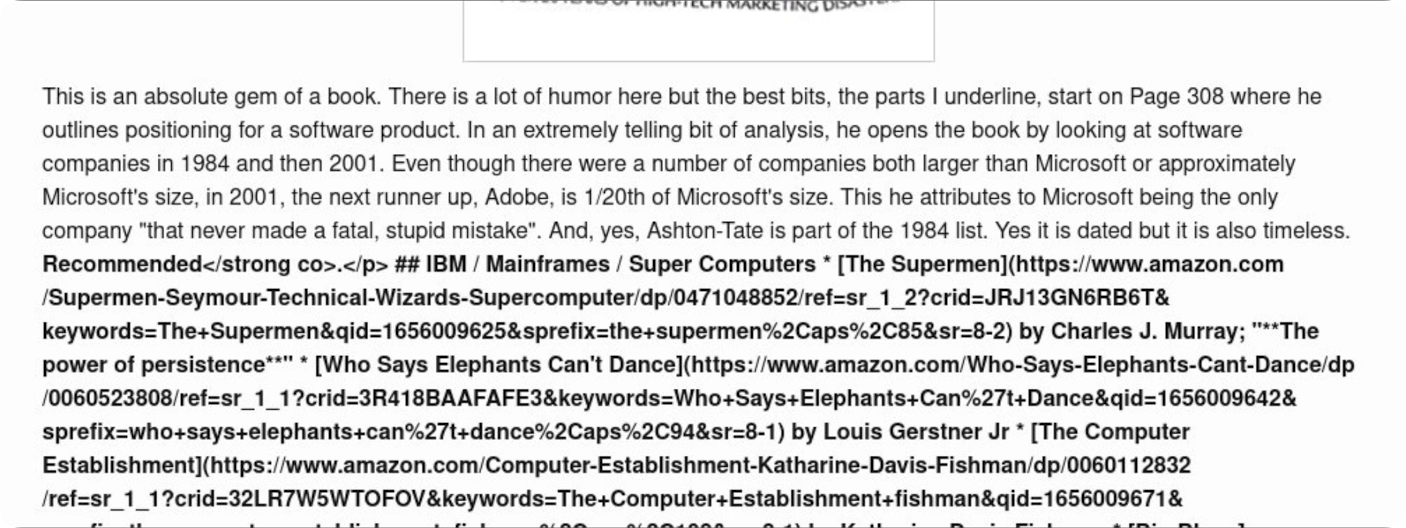 OF HIGH-TECH MARKETING
This is an absolute gem of a book. There is a lot of humor here but the best bits, the parts I underline, start on Page 308 where he
outlines positioning for a software product. In an extremely telling bit of analysis, he opens the book by looking at software
companies in 1984 and then 2001. Even though there were a number of companies both larger than Microsoft or approximately
Microsoft's size, in 2001, the next runner up, Adobe, is 1/20th of Microsoft's size. This he attributes to Microsoft being the only
company "that never made a fatal, stupid mistake". And, yes, Ashton-Tate is part of the 1984 list. Yes it is dated but it is also timeless.
Recommended</strong co>.</p> ## IBM / Mainframes / Super Computers * [The Supermen](https://www.amazon.com
/Supermen-Seymour-Technical-Wizards-Supercomputer/dp/0471048852/ref=sr_1_2?crid=JRJ13GN6RB6T&
keywords=The+Supermen&qid=1656009625&sprefix=the+supermen%2Caps%2C85&sr=8-2) by Charles J. Murray; "**The
power of persistence**" * [Who Says Elephants Can't Dance](https://www.amazon.com/Who-Says-Elephants-Cant-Dance/dp
/0060523808/ref=sr_1_1?crid=3R418BAAFAFE3&keywords=Who+Says+Elephants+Can%27t+Dance&qid=1656009642&
sprefix=who+says+elephants+can%27t+dance%2Caps%2C94&sr=8-1) by Louis Gerstner Jr * [The Computer
Establishment](https://www.amazon.com/Computer-Establishment-Katharine-Davis-Fishman/dp/0060112832
/ref=sr_1_1?crid=32LR7W5WTOFOV&keywords=The+Computer+Establishment+fishman&qid=1656009671&